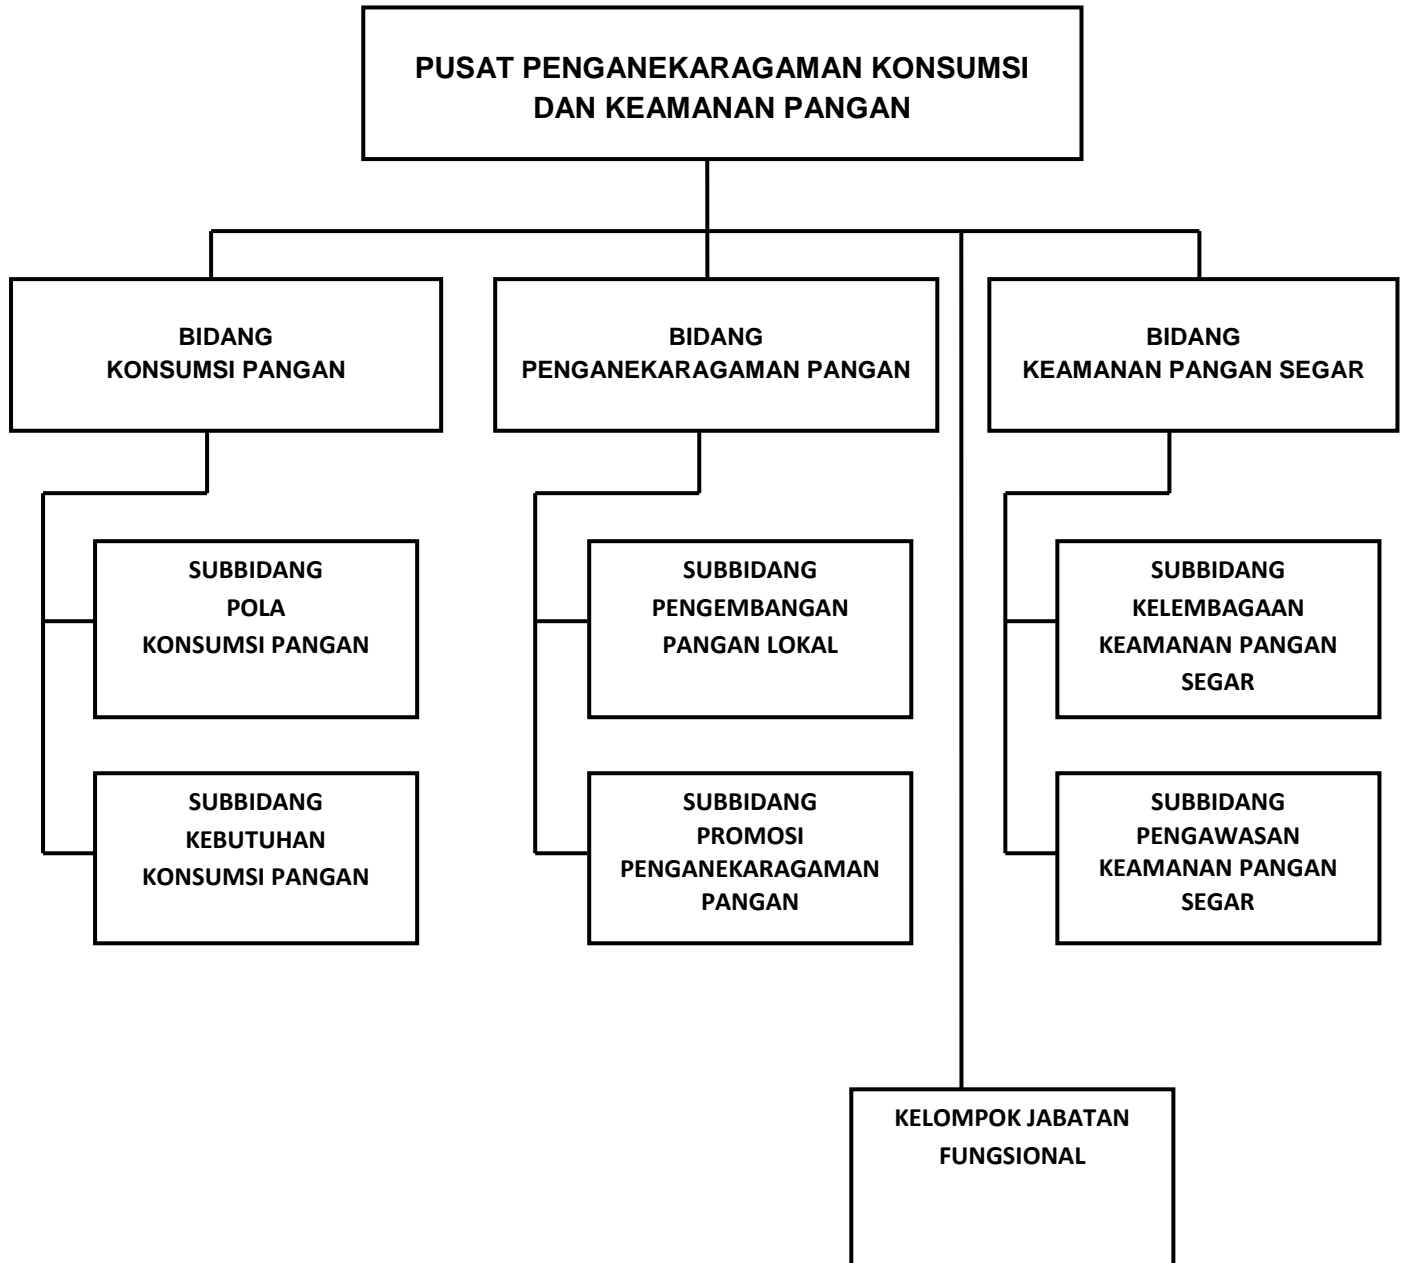 PUSAT PENGANEKARAGAMAN KONSUMSI
DAN KEAMANAN PANGAN
BIDANG
KONSUMSI PANGAN
BIDANG
PENGANEKARAGAMAN PANGAN
BIDANG
KEAMANAN PANGAN SEGAR
SUBBIDANG
POLA
KONSUMSI PANGAN
SUBBIDANG
PENGEMBANGAN
PANGAN LOKAL
SUBBIDANG
KELEMBAGAAN
KEAMANAN PANGAN
SEGAR
SUBBIDANG
KEBUTUHAN
KONSUMSI PANGAN
SUBBIDANG
PROMOSI
PENGANEKARAGAMAN
PANGAN
SUBBIDANG
PENGAWASAN
KEAMANAN PANGAN
SEGAR
KELOMPOK JABATAN
FUNGSIONAL